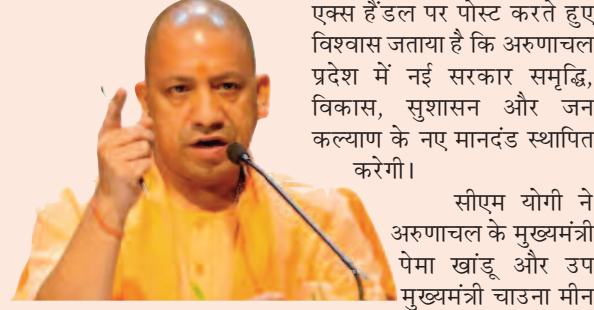 एक्स हैंडल पर पोस्ट करते हुए
विश्वास जताया है कि अरुणाचल
प्रदेश में नई सरकार समृद्धि,
विकास, सुशासन और जन
कल्याण के नए मानदंड स्थापित
करेगी।
सीएम योगी ने
अरुणाचल के मुख्यमंत्री
पेमा खांडू और उप
मुख्यमंत्री चाउना मीन